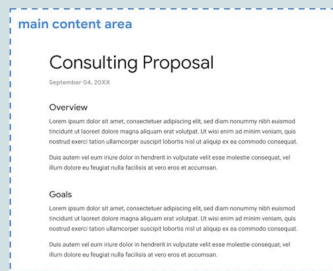 main content area
Consulting Proposal
September 04, 20XX
Overview
Lorem ipsum dolor sit amet, consectetuer adipiscing elit, sed diam nonummy nibh euismod
tincidunt ut laoreet dolore magna aliquam erat volutpat. Ut wisi enim ad minim veniam, quis
nostrud exerci tation ullamcorper suscipit lobortis nisl ut aliquip ex ea commodo consequat.
Duis autem vel eum iriure dolor in hendrerit in vulputate velit esse molestie consequat, vel
illum dolore eu feugiat nulla facilisis at vero eros et accumsan.
Goals
Lorem ipsum dolor sit amet, consectetuer adipiscing elit, sed diam nonummy nibh euismod
tincidunt ut laoreet dolore magna aliquam erat volutpat. Ut wisi enim ad minim veniam, quis
nostrud exerci tation ullamcorper suscipit lobortis nisl ut aliquip ex ea commodo consequat.
Duis autem vel eum iriure dolor in hendrerit in vulputate velit esse molestie consequat, vel
illum dolore eu feugiat nulla facilisis at vero eros et accumsan.